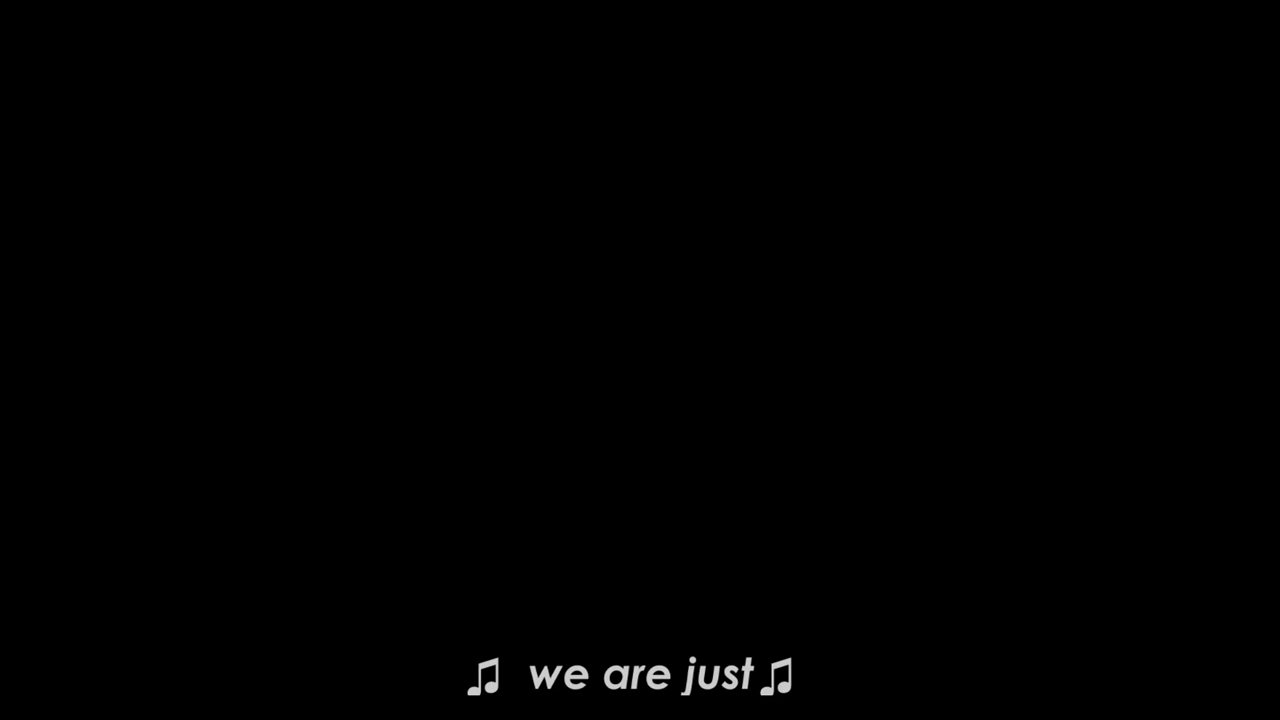 ♫ we are just ♫